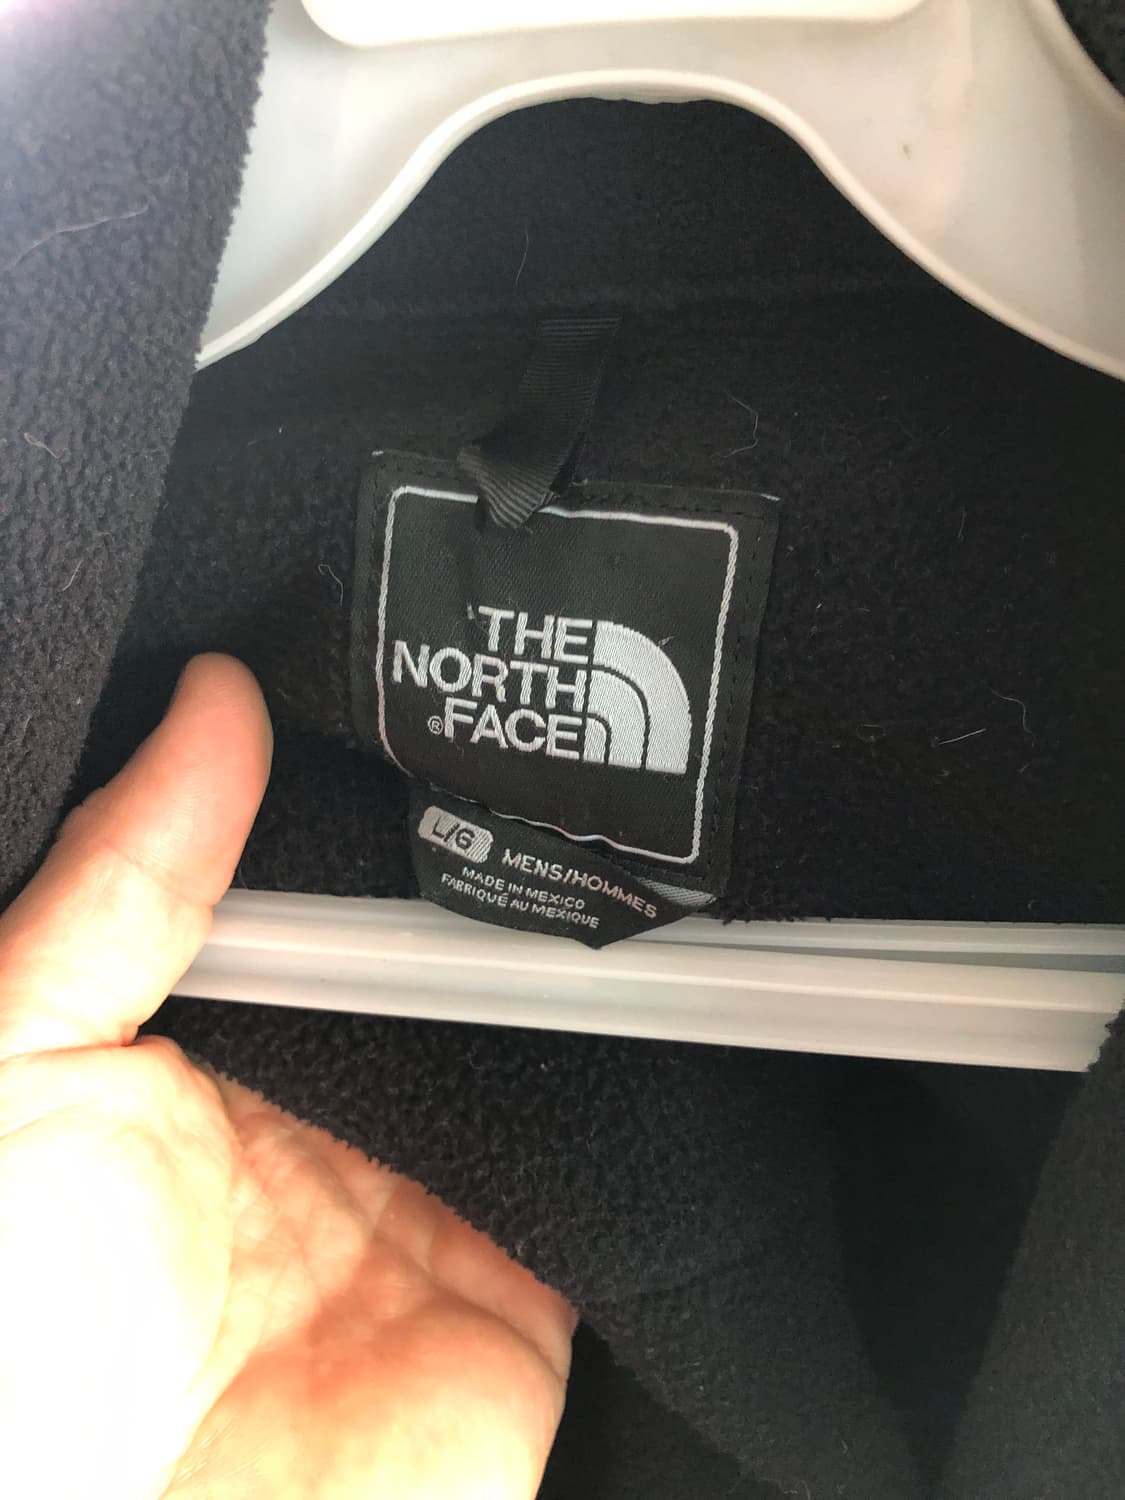 THE
NORTH
® FACE
L/G MENS/HOMMES
MADE IN MEXICO
FABRIQUÉ AU MEXIQUE